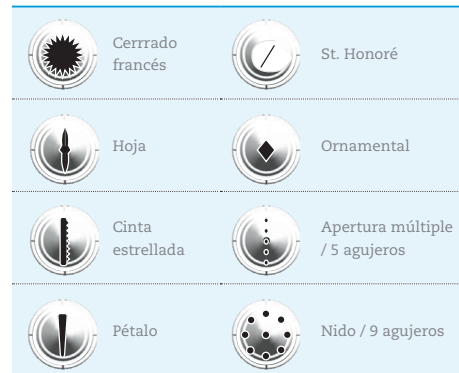 Cerrrado
francés
St. Honoré
Hoja
Ornamental
Cinta
estrellada
Apertura múltiple
/ 5 agujeros
Pétalo
Nido / 9 agujeros